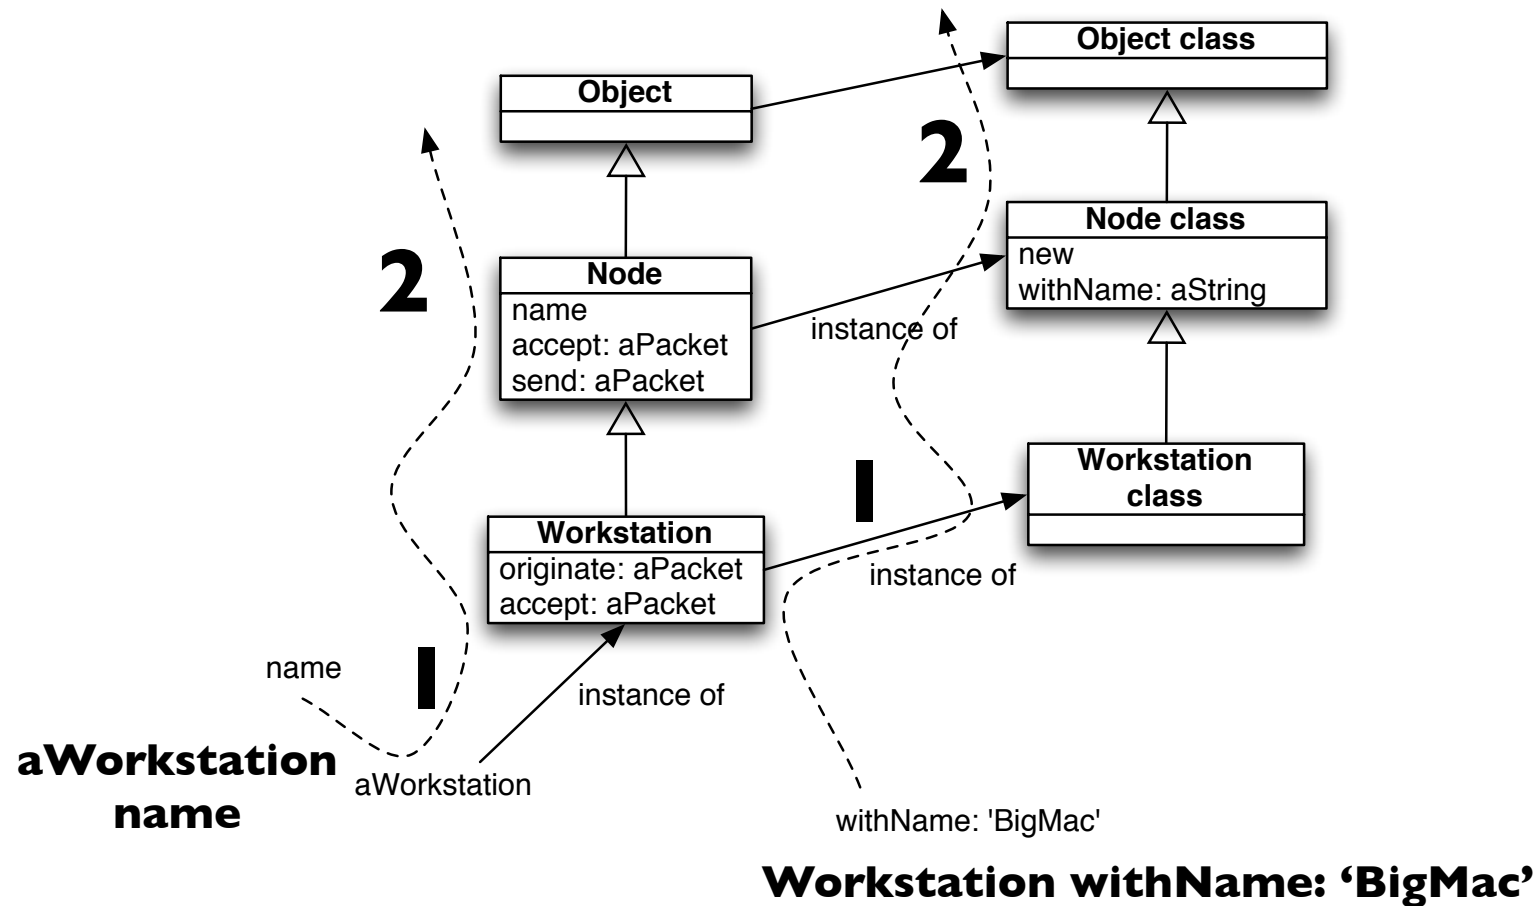 Object class
Object
2
Node class
new
withName: aString
2
Node
name
accept: aPacket
send: aPacket
instance of
Workstation
class
1
Workstation
originate: aPacket
accept: aPacket
instance of
name
1
instance of
aWorkstation
name
aWorkstation
withName: 'BigMac'
Workstation withName: ‘BigMac’